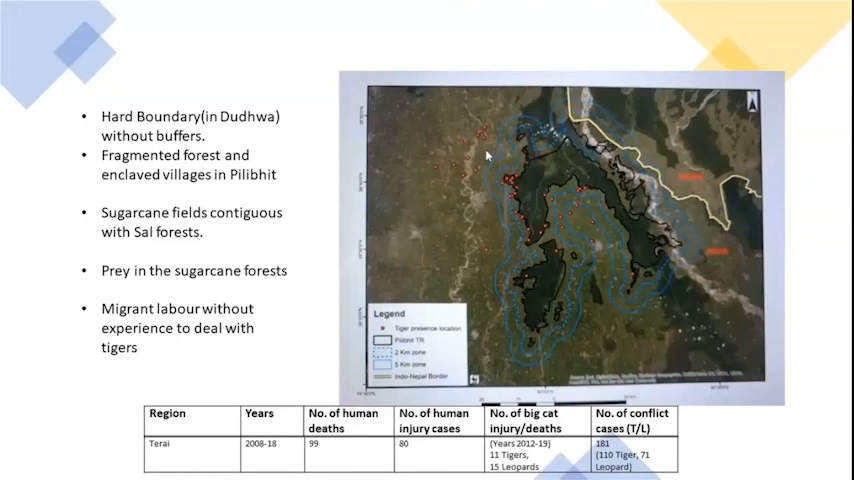 • Hard Boundary(in Dudhwa)
without buffers.
• Fragmented forest and
enclaved villages in Pilibhit
• Sugarcane fields contiguous
with Sal forests.
• Prey in the sugarcane forests
• Migrant labour without
experience to deal with
tigers
Legend
Tiger presence location
Pilibhit TR
2 Km zone
5 Km zone
Indo-Nepal Border
Region Years No. of human deaths No. of human injury cases No. of big cat injury/deaths No. of conflict cases (T/L)
Terai 2008-18 99 80 (Years 2012-19) 11 Tigers, 15 Leopards 181 (110 Tiger, 71 Leopard)